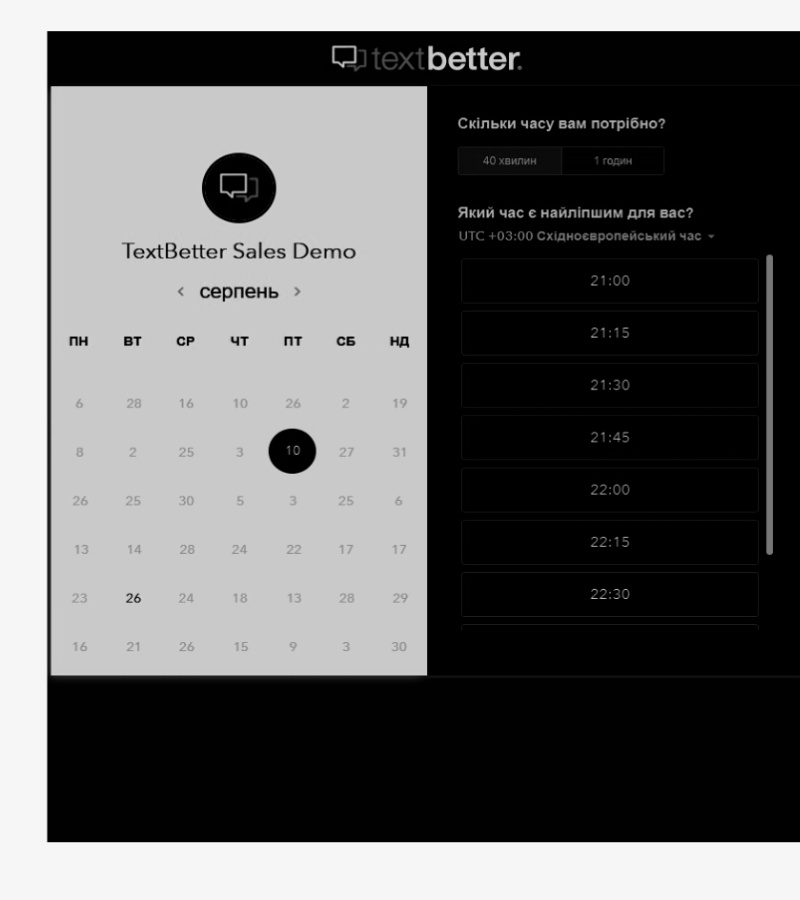 textbetter.
TextBetter Sales Demo
серпень
ПН ВТ СР ЧТ ПТ СБ НД
6 28 16 10 26 2 19
8 2 25 3 10 27 31
26 25 30 5 3 25 6
13 14 28 24 22 17 17
23 26 24 18 13 28 29
16 21 26 15 9 3 30
Скільки часу вам потрібно?
40 хвилин 1 годин
Який час є найліпшим для вас?
UTC +03:00 Східноєвропейський час
21:00
21:15
21:30
21:45
22:00
22:15
22:30